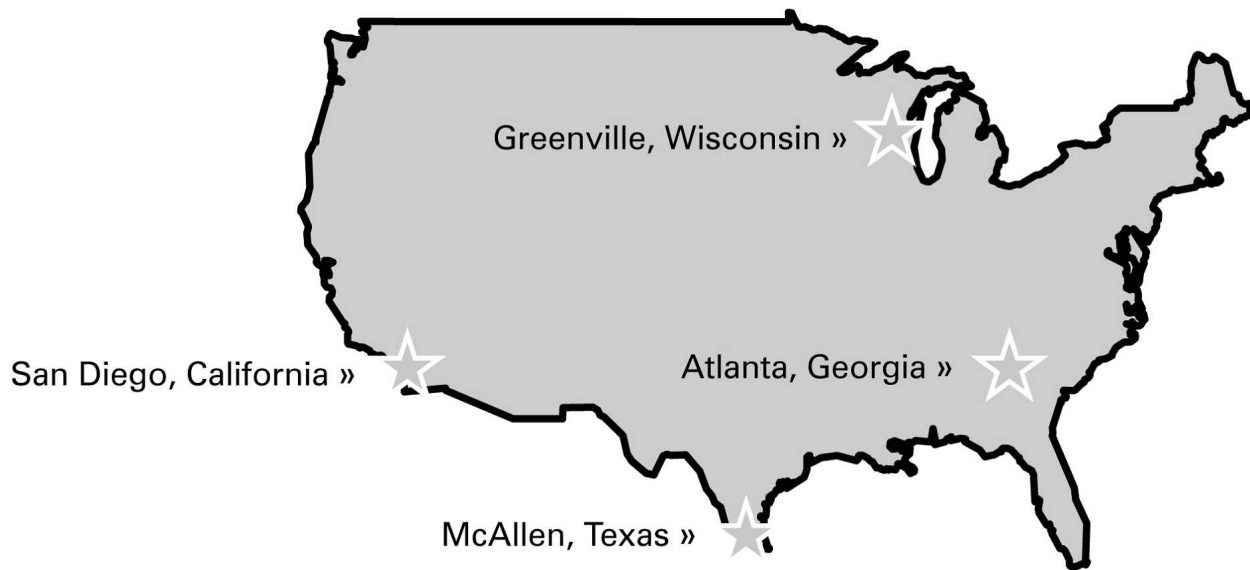 Greenville, Wisconsin »
San Diego, California »
Atlanta, Georgia »
McAllen, Texas »